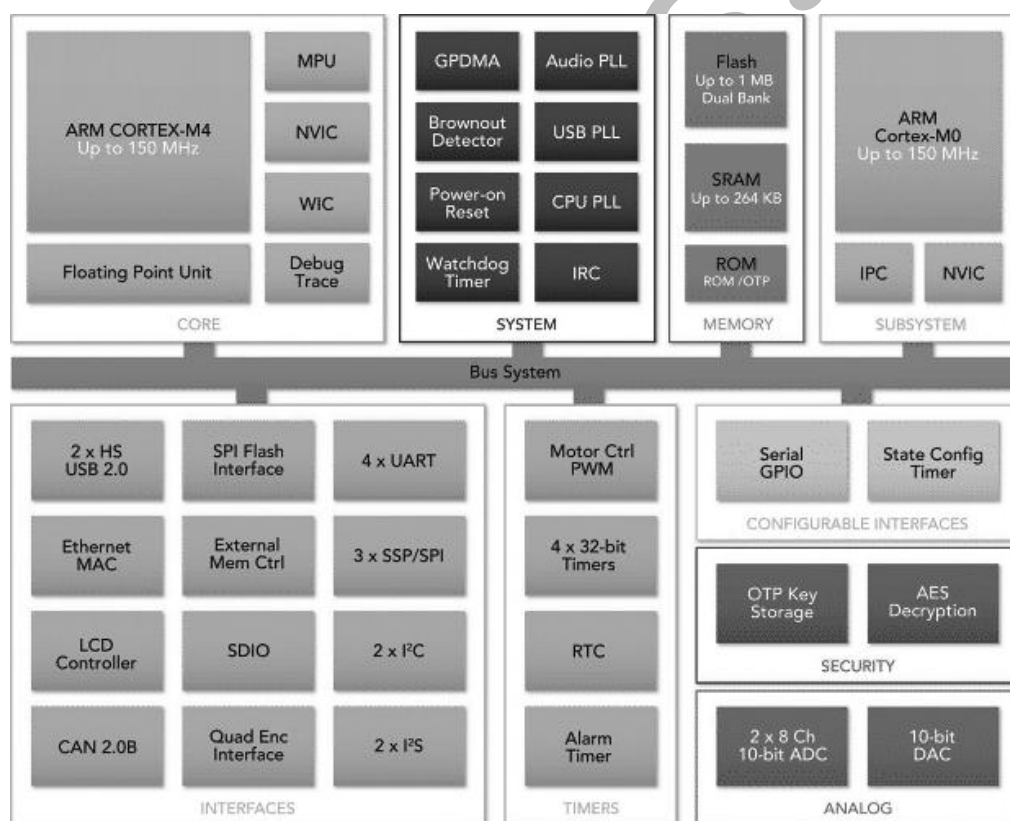 ARM CORTEX-M4
Up to 150 MHz
MPU
NVIC
WIC
Floating Point Unit
Debug
Trace
CORE
GPDMA
Audio PLL
Brownout
Detector
USB PLL
Power-on
Reset
CPU PLL
Watchdog
Timer
IRC
SYSTEM
Flash
Up to 1 MB
Dual Bank
SRAM
Up to 264 KB
ROM
ROM /OTP
MEMORY
ARM
Cortex-M0
Up to 150 MHz
IPC
NVIC
SUBSYSTEM
Bus System
2 x HS
USB 2.0
SPI Flash
Interface
4 x UART
Ethernet
MAC
External
Mem Ctrl
3 x SSP/SPI
LCD
Controller
SDIO
2 x I²C
CAN 2.0B
Quad Enc
Interface
2 x I²S
INTERFACES
Motor Ctrl
PWM
4 x 32-bit
Timers
RTC
Alarm
Timer
TIMERS
Serial
GPIO
State Config
Timer
CONFIGURABLE INTERFACES
OTP Key
Storage
AES
Decryption
SECURITY
2 x 8 Ch
10-bit ADC
10-bit
DAC
ANALOG